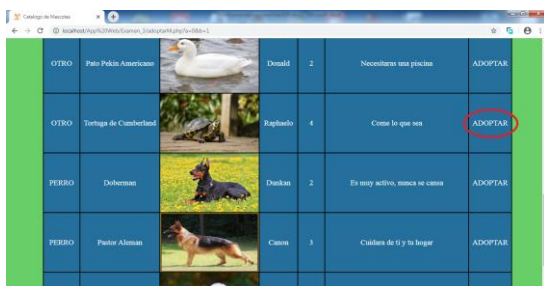 Catalogo de Mascotas
localhost/App%20Web/Examen_3/adoptarM.php?a=0&b=1
OTRO Pato Pekin Americano Donald 2 Necesitaras una piscina ADOPTAR
OTRO Tortuga de Cumberland Raphaelo 4 Come lo que sea ADOPTAR
PERRO Doberman Dunkan 2 Es muy activo, nunca se cansa ADOPTAR
PERRO Pastor Aleman Canon 3 Cuidara de ti y tu hogar ADOPTAR